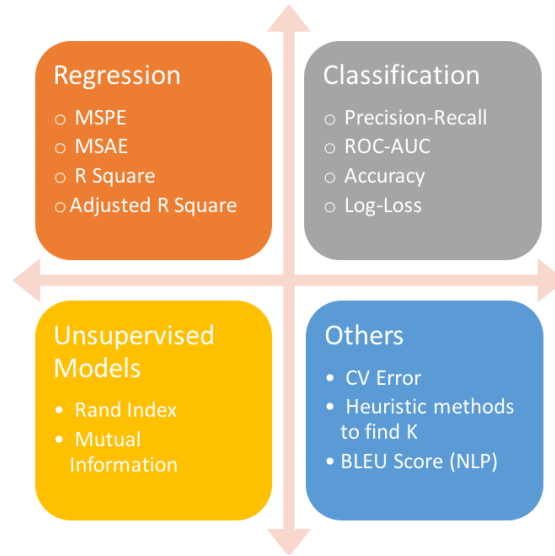 Regression
○ MSPE
○ MSAE
○ R Square
○ Adjusted R Square
Classification
○ Precision-Recall
○ ROC-AUC
○ Accuracy
○ Log-Loss
Unsupervised
Models
• Rand Index
• Mutual
Information
Others
• CV Error
• Heuristic methods
to find K
• BLEU Score (NLP)